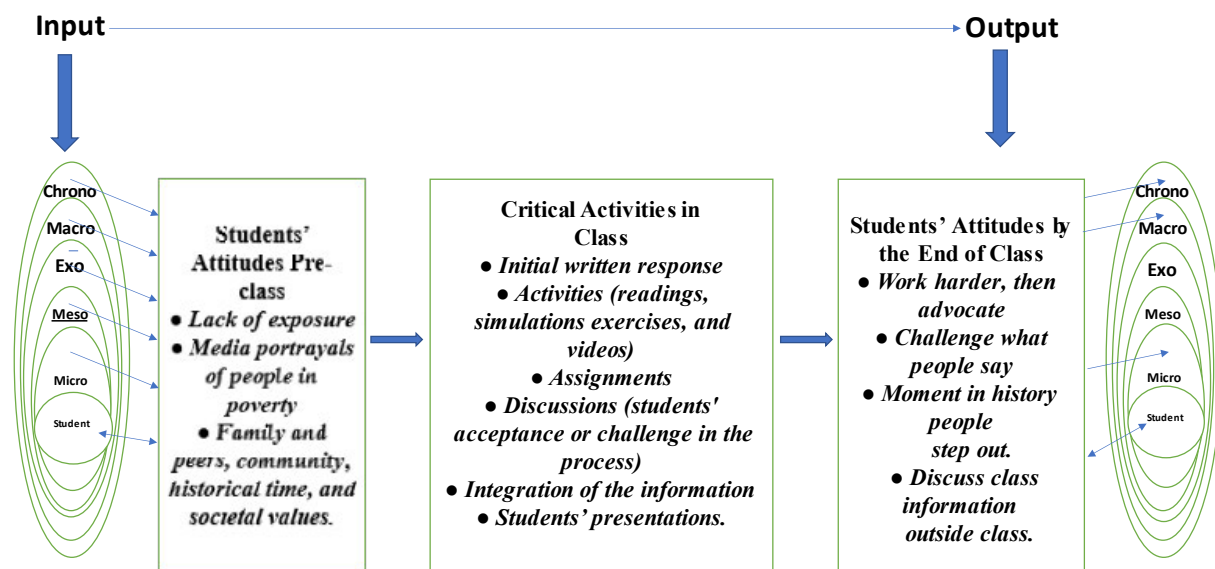 Input
Output
Chrono
Macro
Exo
Meso
Micro
Student
Students’
Attitudes Pre-
class
● Lack of exposure
● Media portrayals
of people in
poverty
● Family and
peers, community,
historical time, and
societal values.
Critical Activities in
Class
● Initial written response
● Activities (readings,
simulations exercises, and
videos)
● Assignments
● Discussions (students'
acceptance or challenge in the
process)
● Integration of the information
● Students’ presentations.
Students’ Attitudes by
the End of Class
● Work harder, then
advocate
● Challenge what
people say
● Moment in history
people
step out.
● Discuss class
information
outside class.
Chrono
Macro
Exo
Meso
Micro
Student